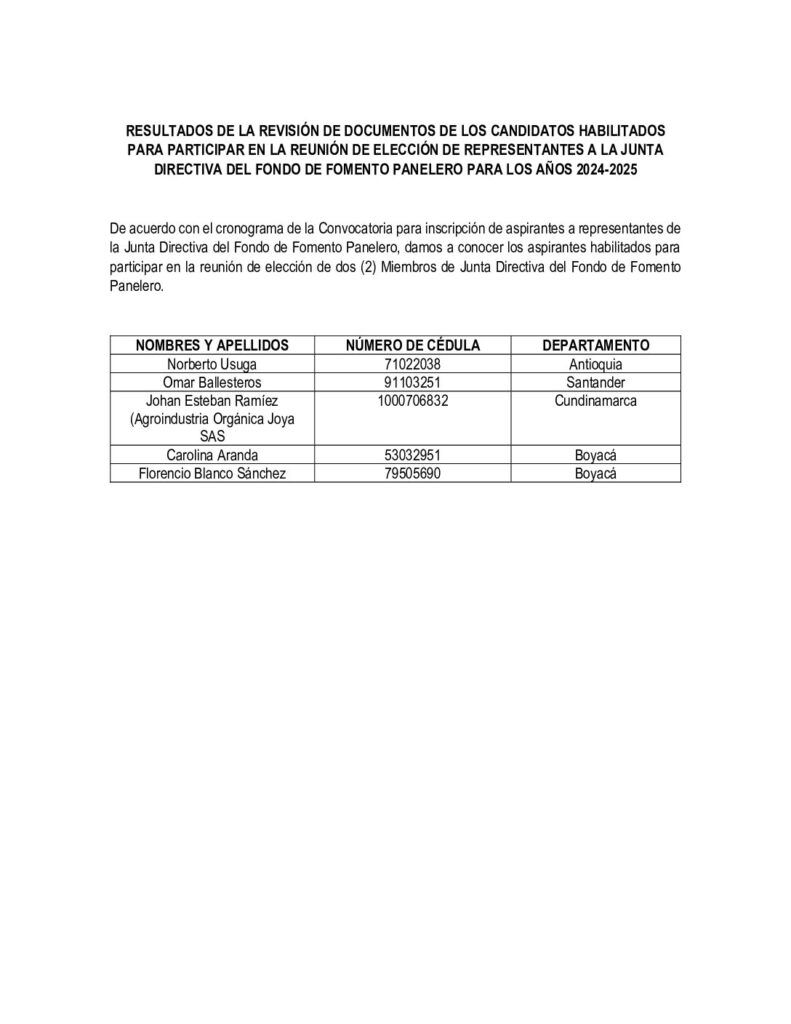 RESULTADOS DE LA REVISIÓN DE DOCUMENTOS DE LOS CANDIDATOS HABILITADOS
PARA PARTICIPAR EN LA REUNIÓN DE ELECCIÓN DE REPRESENTANTES A LA JUNTA
DIRECTIVA DEL FONDO DE FOMENTO PANELERO PARA LOS AÑOS 2024-2025
De acuerdo con el cronograma de la Convocatoria para inscripción de aspirantes a representantes de
la Junta Directiva del Fondo de Fomento Panelero, damos a conocer los aspirantes habilitados para
participar en la reunión de elección de dos (2) Miembros de Junta Directiva del Fondo de Fomento
Panelero.
NOMBRES Y APELLIDOS NÚMERO DE CÉDULA DEPARTAMENTO
Norberto Usuga 71022038 Antioquia
Omar Ballesteros 91103251 Santander
Johan Esteban Ramíez 1000706832 Cundinamarca
(Agroindustria Orgánica Joya
SAS
Carolina Aranda 53032951 Boyacá
Florencio Blanco Sánchez 79505690 Boyacá